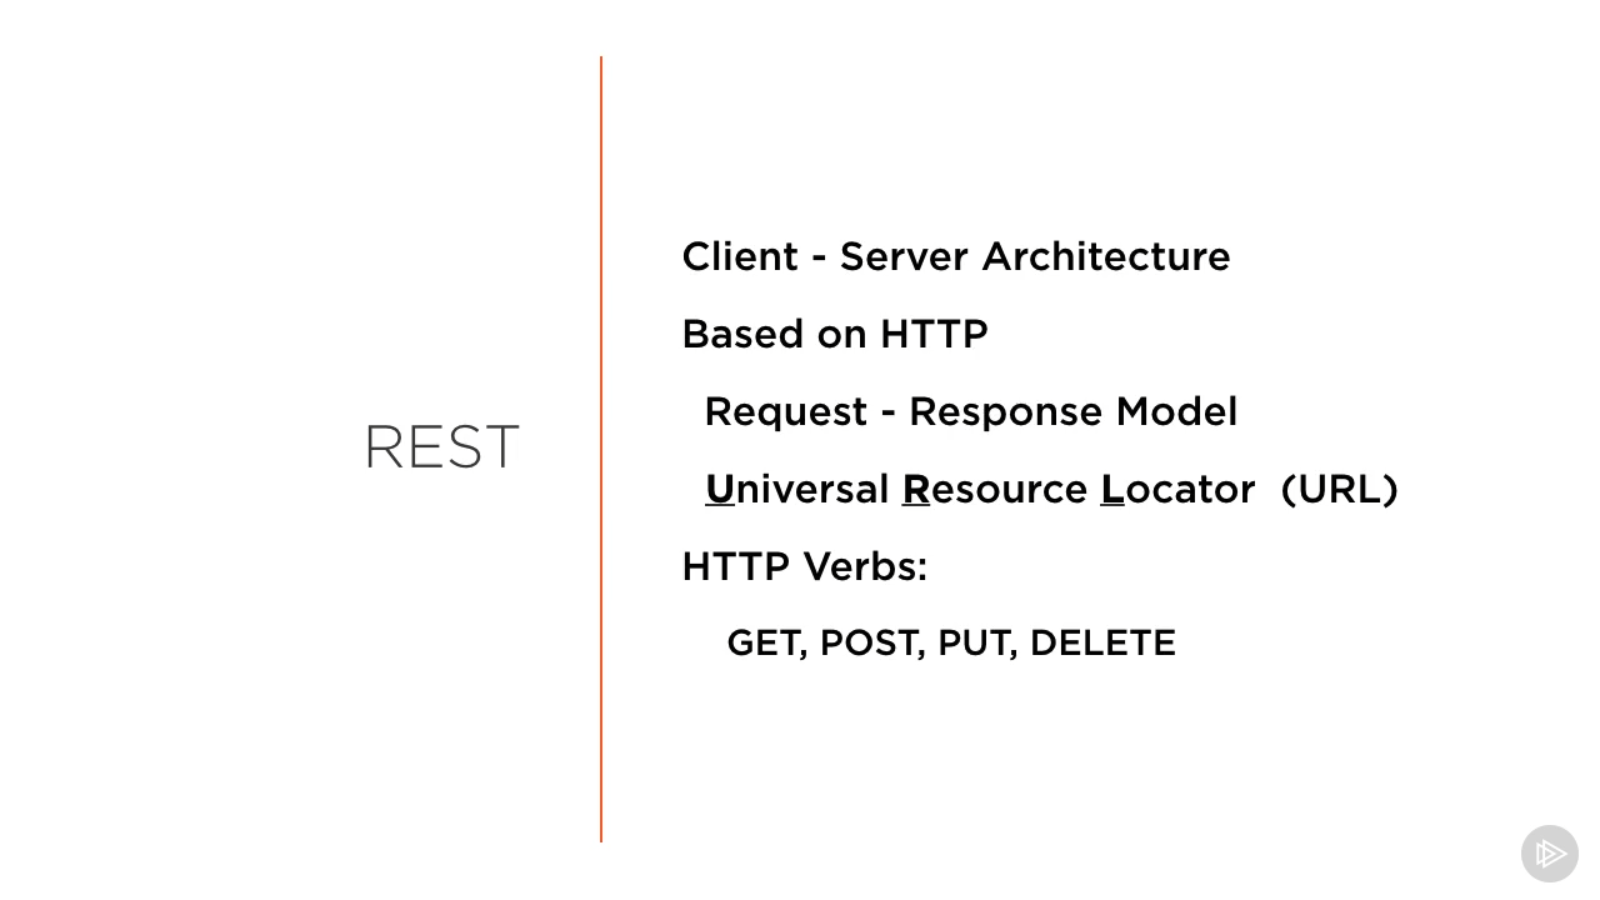 REST
Client - Server Architecture
Based on HTTP
Request - Response Model
Universal Resource Locator (URL)
HTTP Verbs:
GET, POST, PUT, DELETE